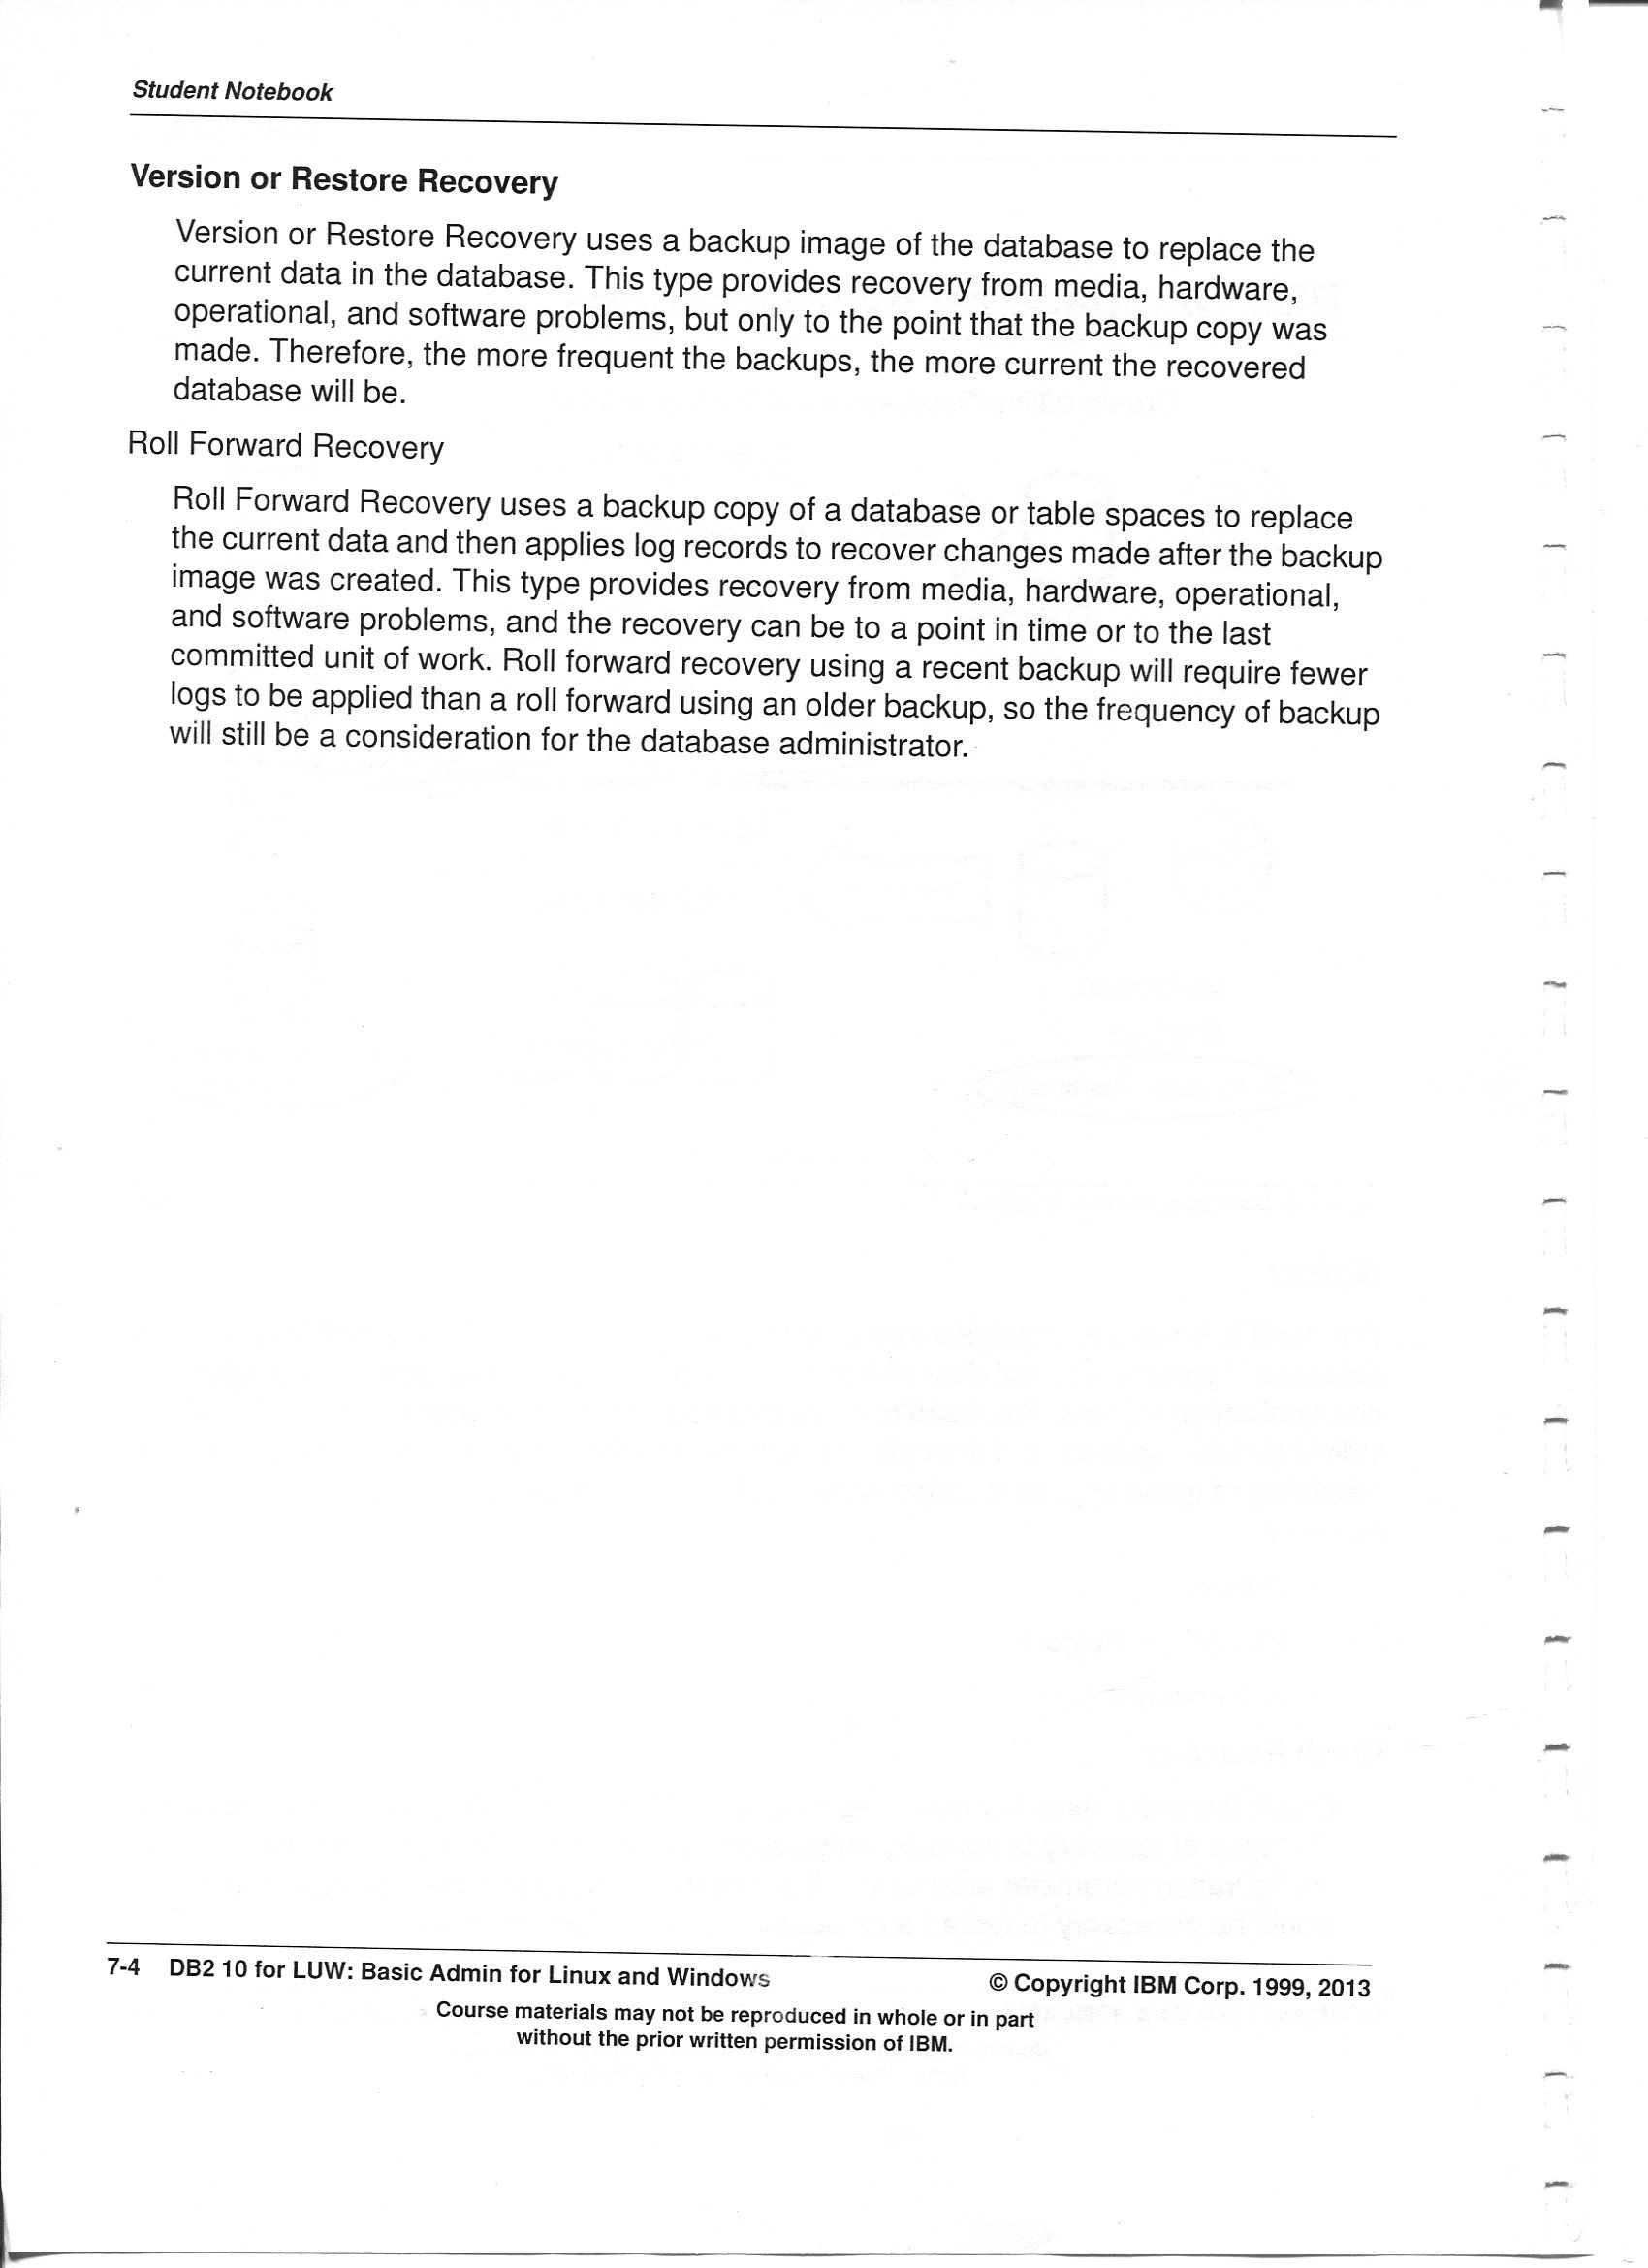 Student Notebook
Version or Restore Recovery
Version or Restore Recovery uses a backup image of the database to replace the
current data in the database. This type provides recovery from media, hardware,
operational, and software problems, but only to the point that the backup copy was
made. Therefore, the more frequent the backups, the more current the recovered
database will be.
Roll Forward Recovery
Roll Forward Recovery uses a backup copy of a database or table spaces to replace
the current data and then applies log records to recover changes made after the backup
image was created. This type provides recovery from media, hardware, operational,
and software problems, and the recovery can be to a point in time or to the last
committed unit of work. Roll forward recovery using a recent backup will require fewer
logs to be applied than a roll forward using an older backup, so the frequency of backup
will still be a consideration for the database administrator.
7-4 DB2 10 for LUW: Basic Admin for Linux and Windows © Copyright IBM Corp. 1999, 2013
Course materials may not be reproduced in whole or in part
without the prior written permission of IBM.